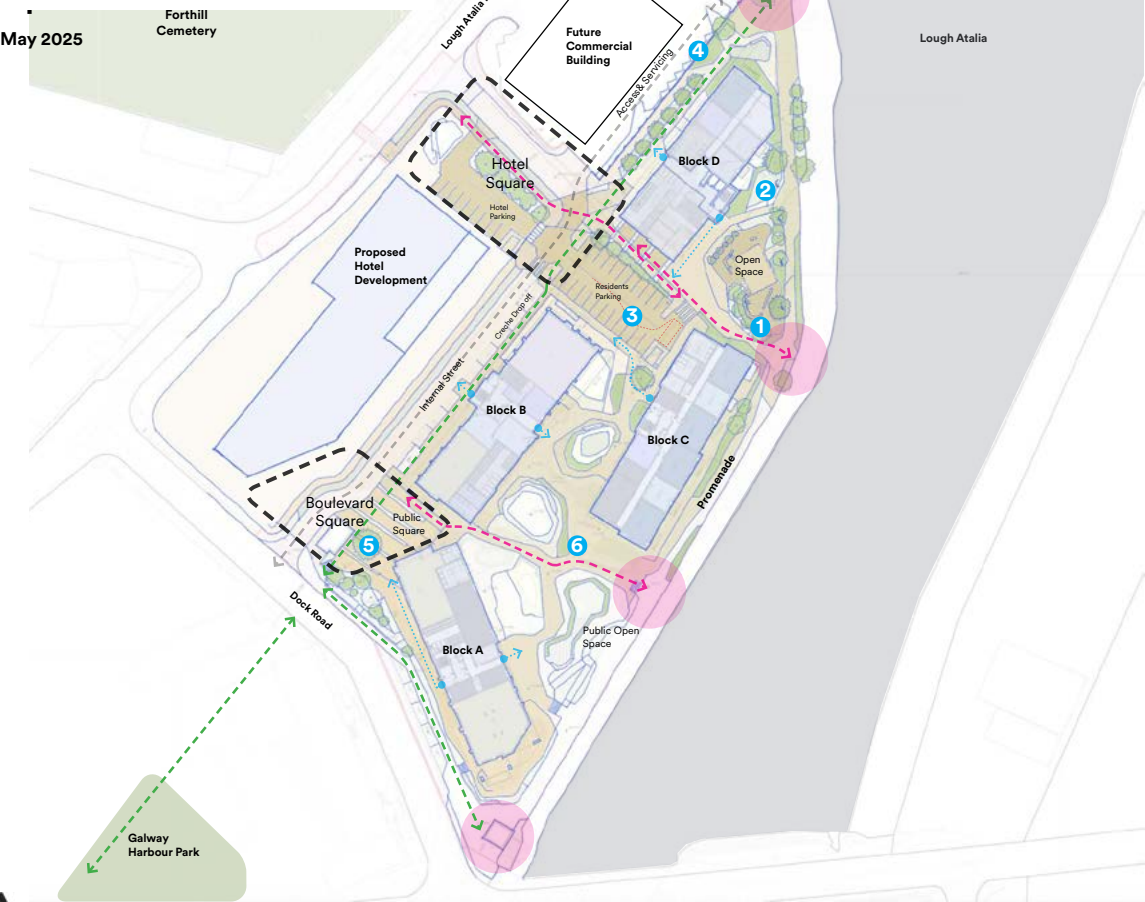 Forthill
Cemetery
May 2025
Lough Atalia
Future
Commercial
Building
Lough Atalia
4
Access& Servicing
Block D
Hotel
Square
2
Hotel
Parking
Proposed
Hotel
Development
Open
Space
Residents
Parking
3
1
Creche Drop off
Internal Street
Block B
Block C
Promenade
Boulevard
Square
Public
Square
5
6
Dock Road
Public Open
Space
Block A
Galway
Harbour Park